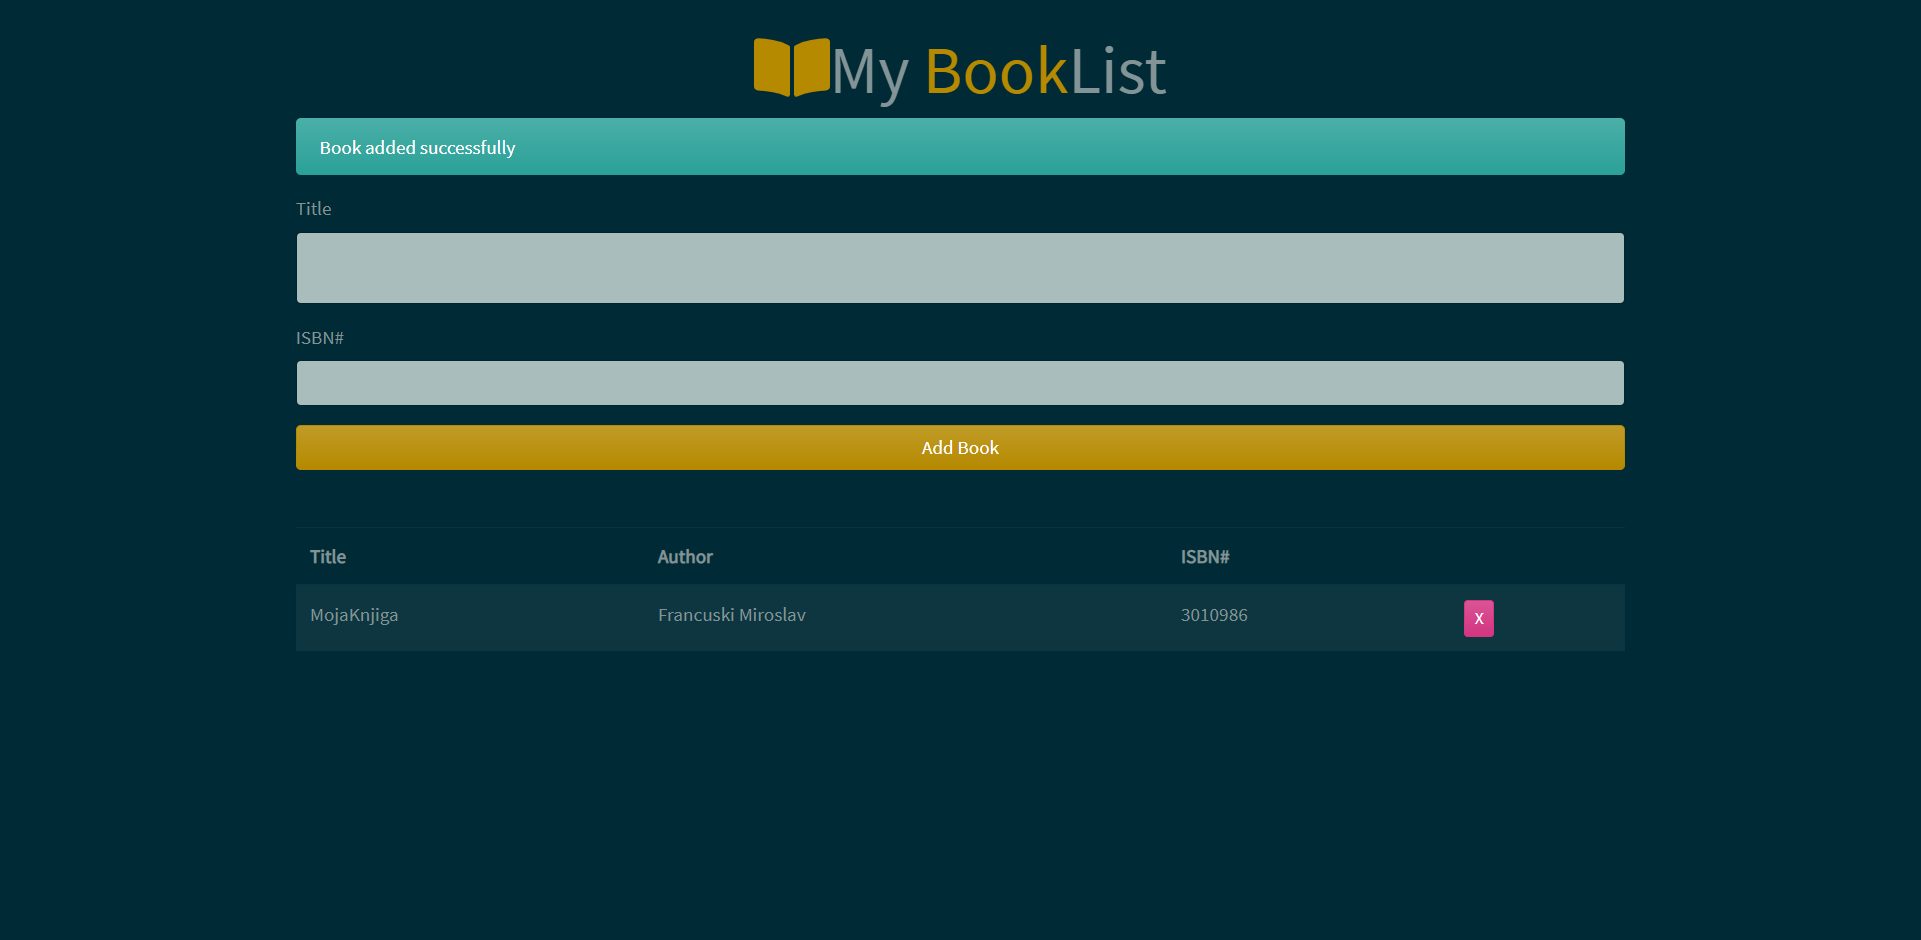 My BookList
Book added successfully
Title
ISBN#
Add Book
Title Author ISBN#
MojaKnjiga Francuski Miroslav 3010986 X